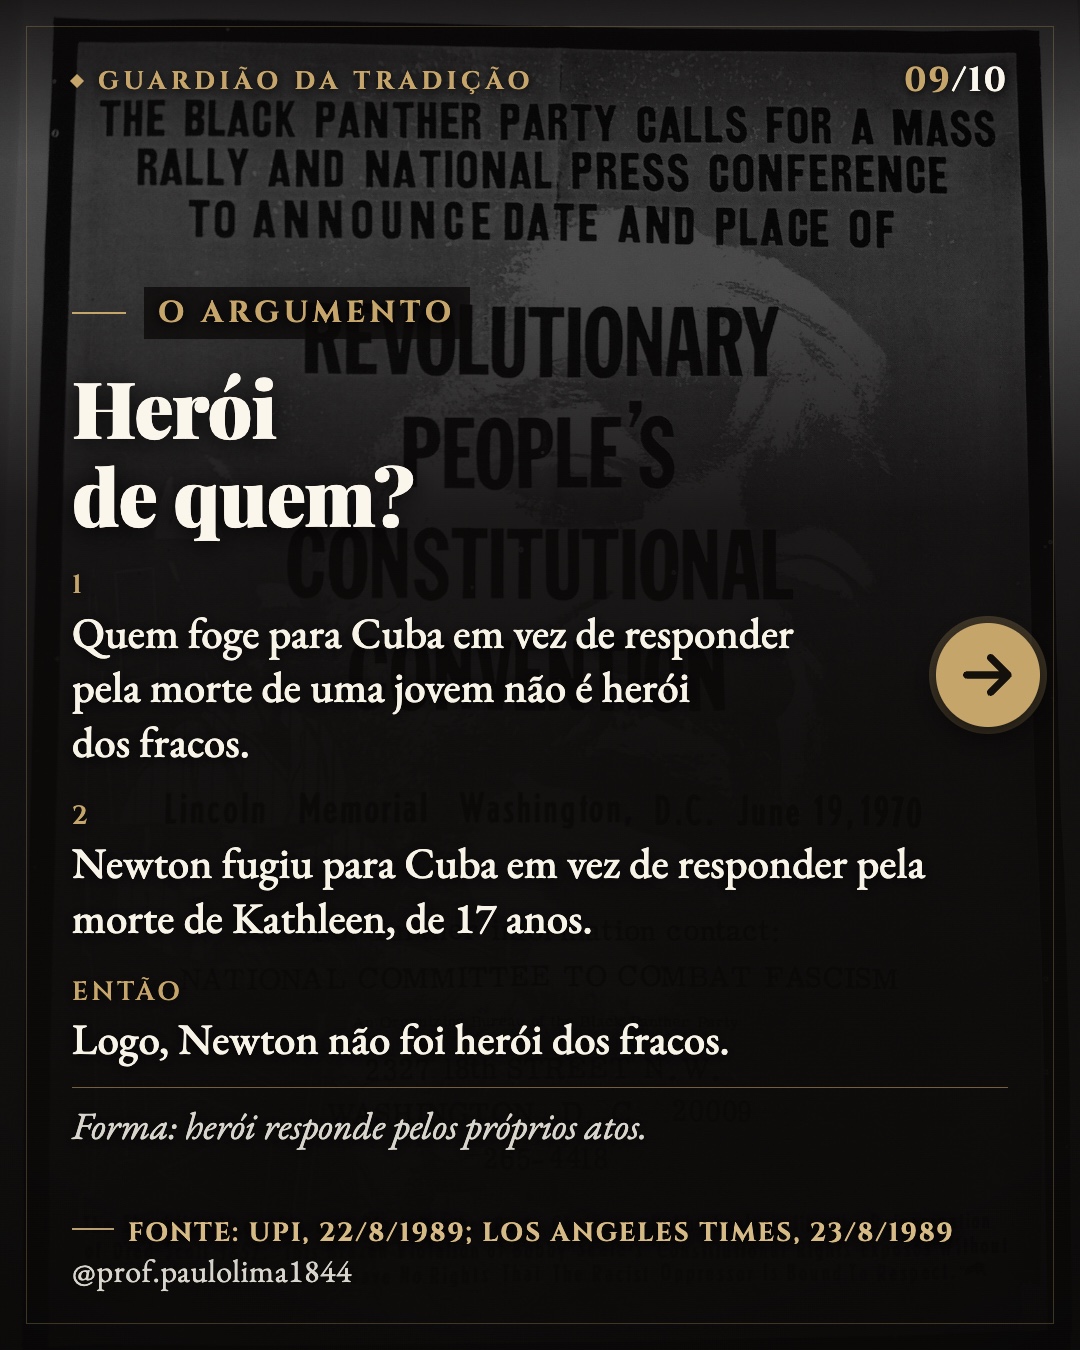 ◆ GUARDIÃO DA TRADIÇÃO
09/10
THE BLACK PANTHER PARTY CALLS FOR A MASS
RALLY AND NATIONAL PRESS CONFERENCE
TO ANNOUNCE DATE AND PLACE OF
O ARGUMENTO
REVOLUTIONARY
PEOPLE'S
CONSTITUTIONAL
CONVENTION
Herói
de quem?
1
Quem foge para Cuba em vez de responder
pela morte de uma jovem não é herói
dos fracos.
Lincoln Memorial Washington, D.C. June 19, 1970
2
Newton fugiu para Cuba em vez de responder pela
morte de Kathleen, de 17 anos.
contact:
NATIONAL COMMITTEE TO COMBAT FASCISM
ENTÃO
Logo, Newton não foi herói dos fracos.
STREET N.W.
WASHINGTON, D.C. 20009
Forma: herói responde pelos próprios atos.
FONTE: UPI, 22/8/1989; LOS ANGELES TIMES, 23/8/1989
@prof.paulolima1844